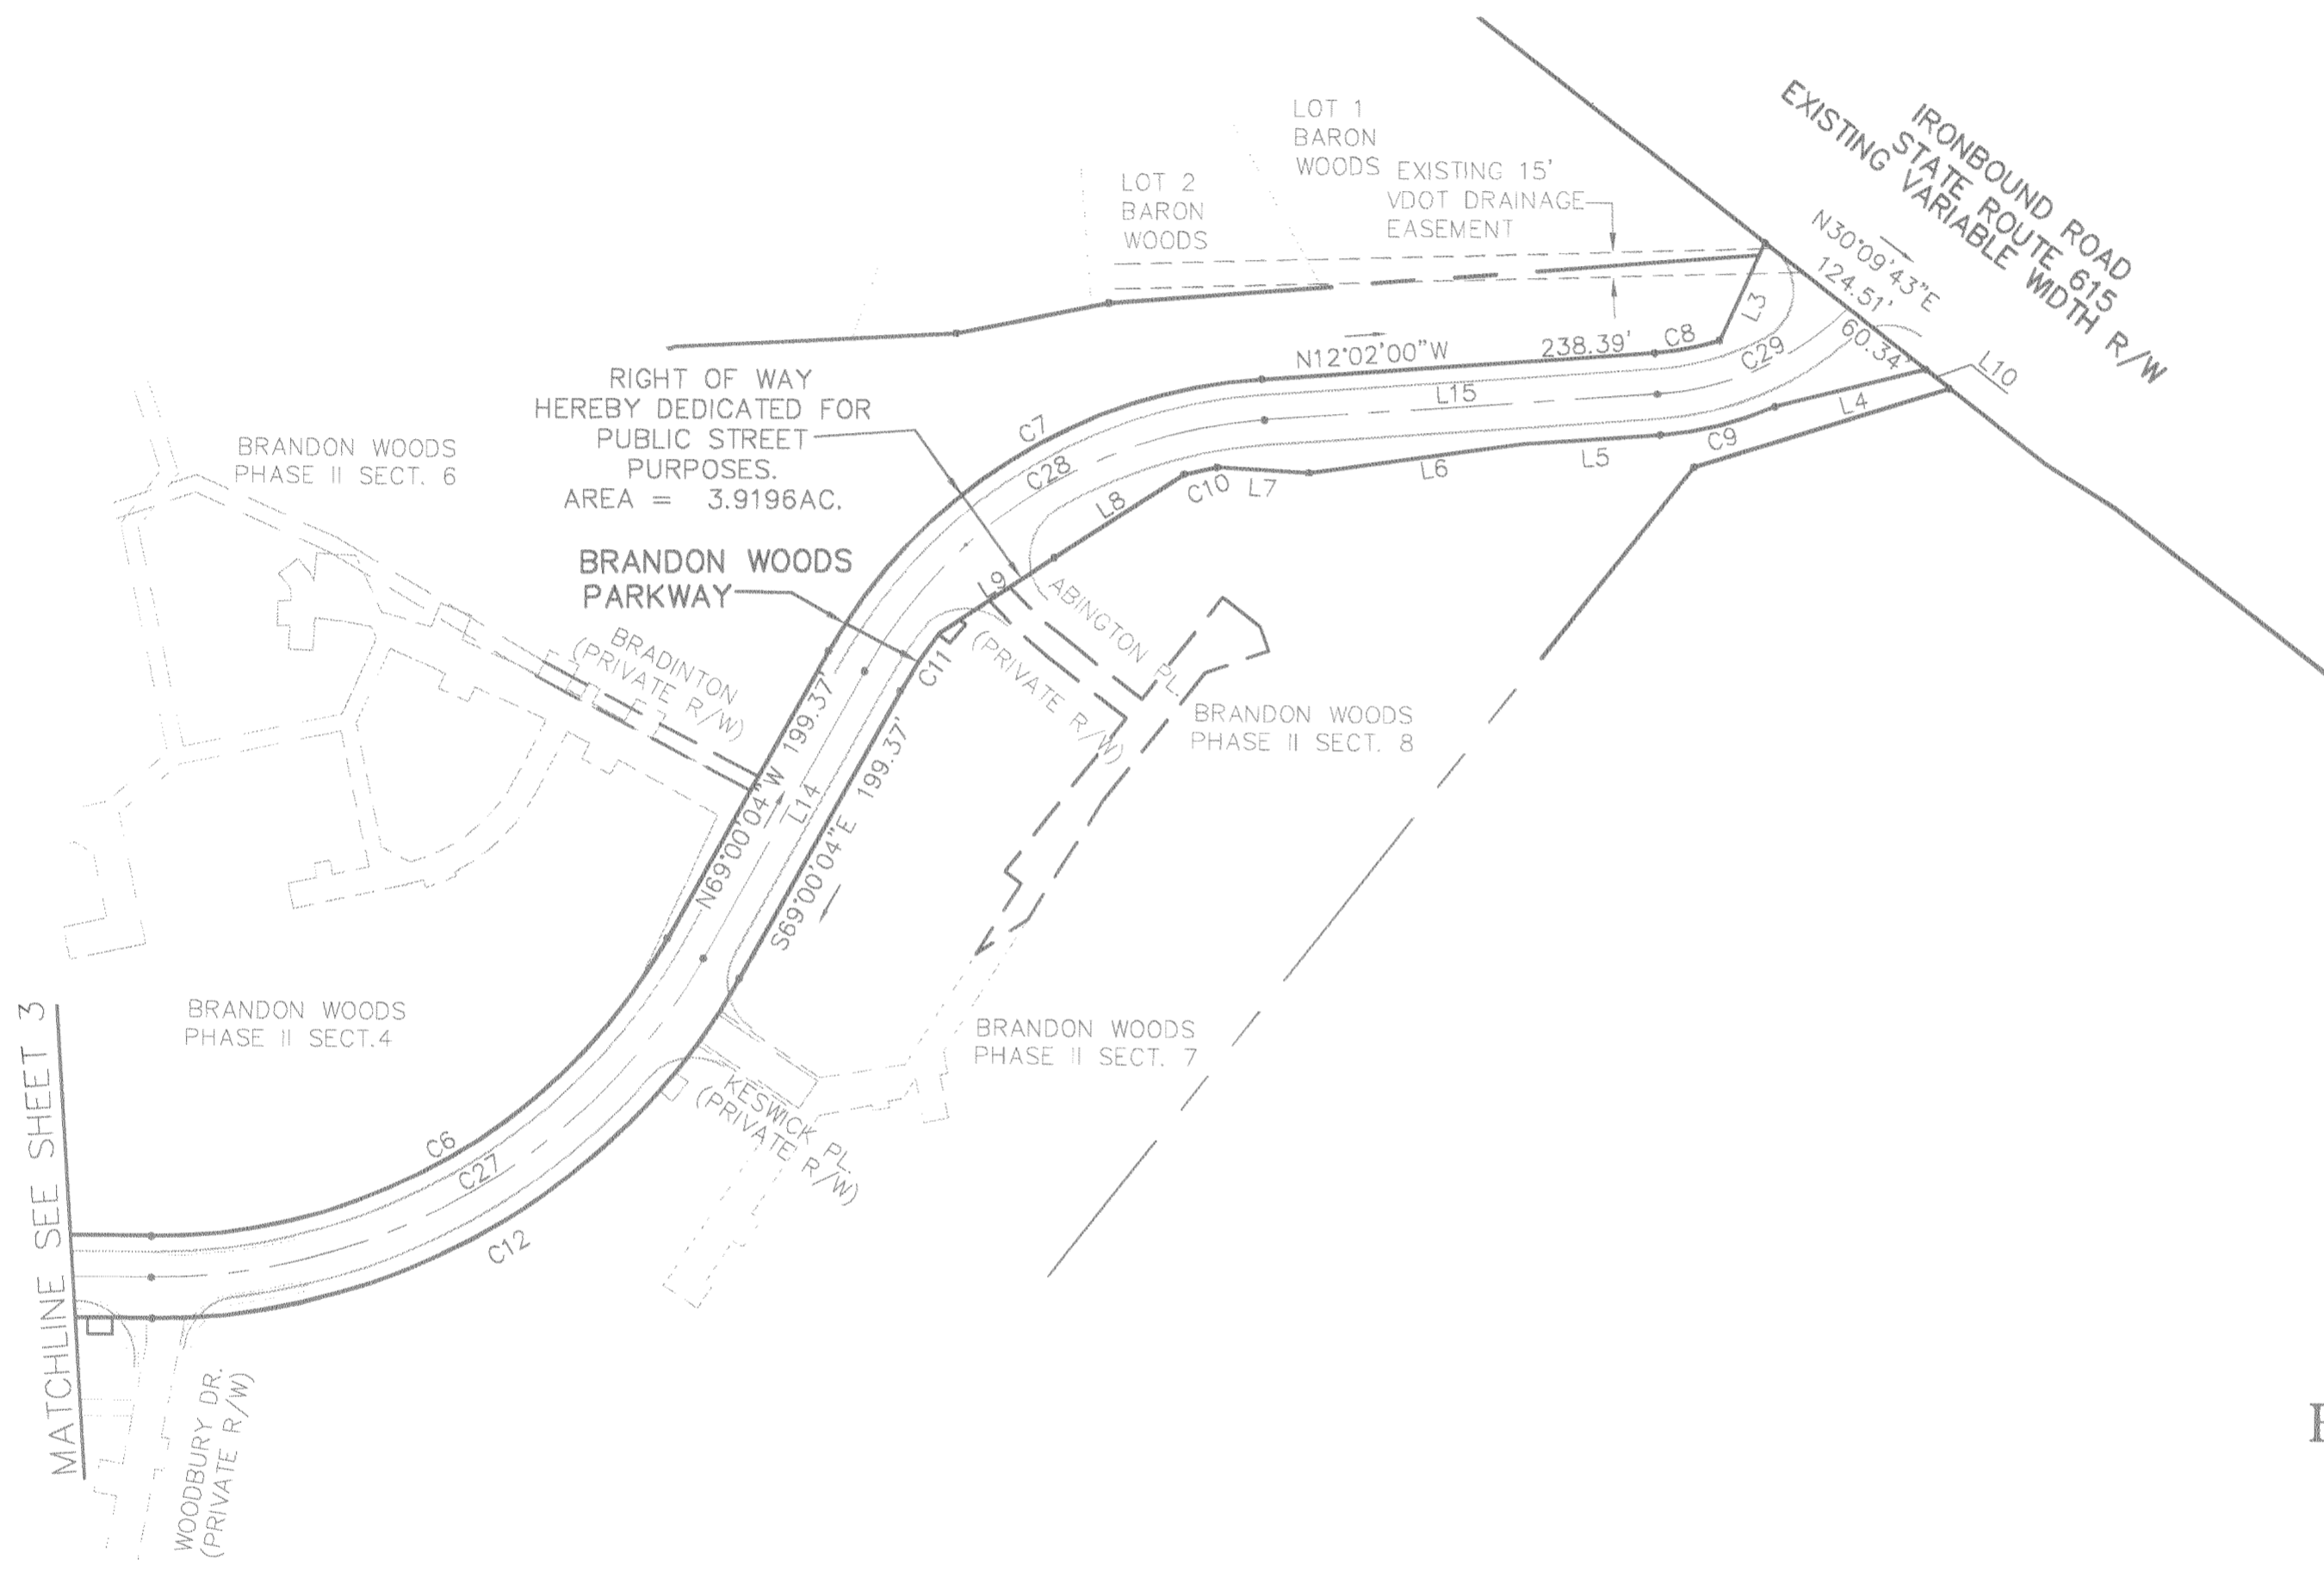 LOT 1
BARON
WOODS
EXISTING 15'
VDOT DRAINAGE
EASEMENT
LOT 2
BARON
WOODS
IRONBOUND ROAD
STATE ROUTE 615
EXISTING VARIABLE WIDTH R/W
N30°09'43"E
124.51'
60.34'
L10
L3
C8
C29
L4
C9
N12°02'00"W
238.39'
L15
L5
L6
L7
C10
L8
C7
C28
RIGHT OF WAY
HEREBY DEDICATED FOR
PUBLIC STREET
PURPOSES.
AREA = 3.9196AC.
BRANDON WOODS
PHASE II SECT. 6
BRANDON WOODS
PARKWAY
L9
ABINGTON PL.
(PRIVATE R/W)
C11
BRADINTON
(PRIVATE R/W)
BRANDON WOODS
PHASE II SECT. 8
N69°00'04"W 199.37'
L14
S69°00'04"E 199.37'
BRANDON WOODS
PHASE II SECT.4
BRANDON WOODS
PHASE II SECT. 7
KESWICK PL.
(PRIVATE R/W)
C6
C27
C12
MATCHLINE SEE SHEET 3
WOODBURY DR.
(PRIVATE R/W)